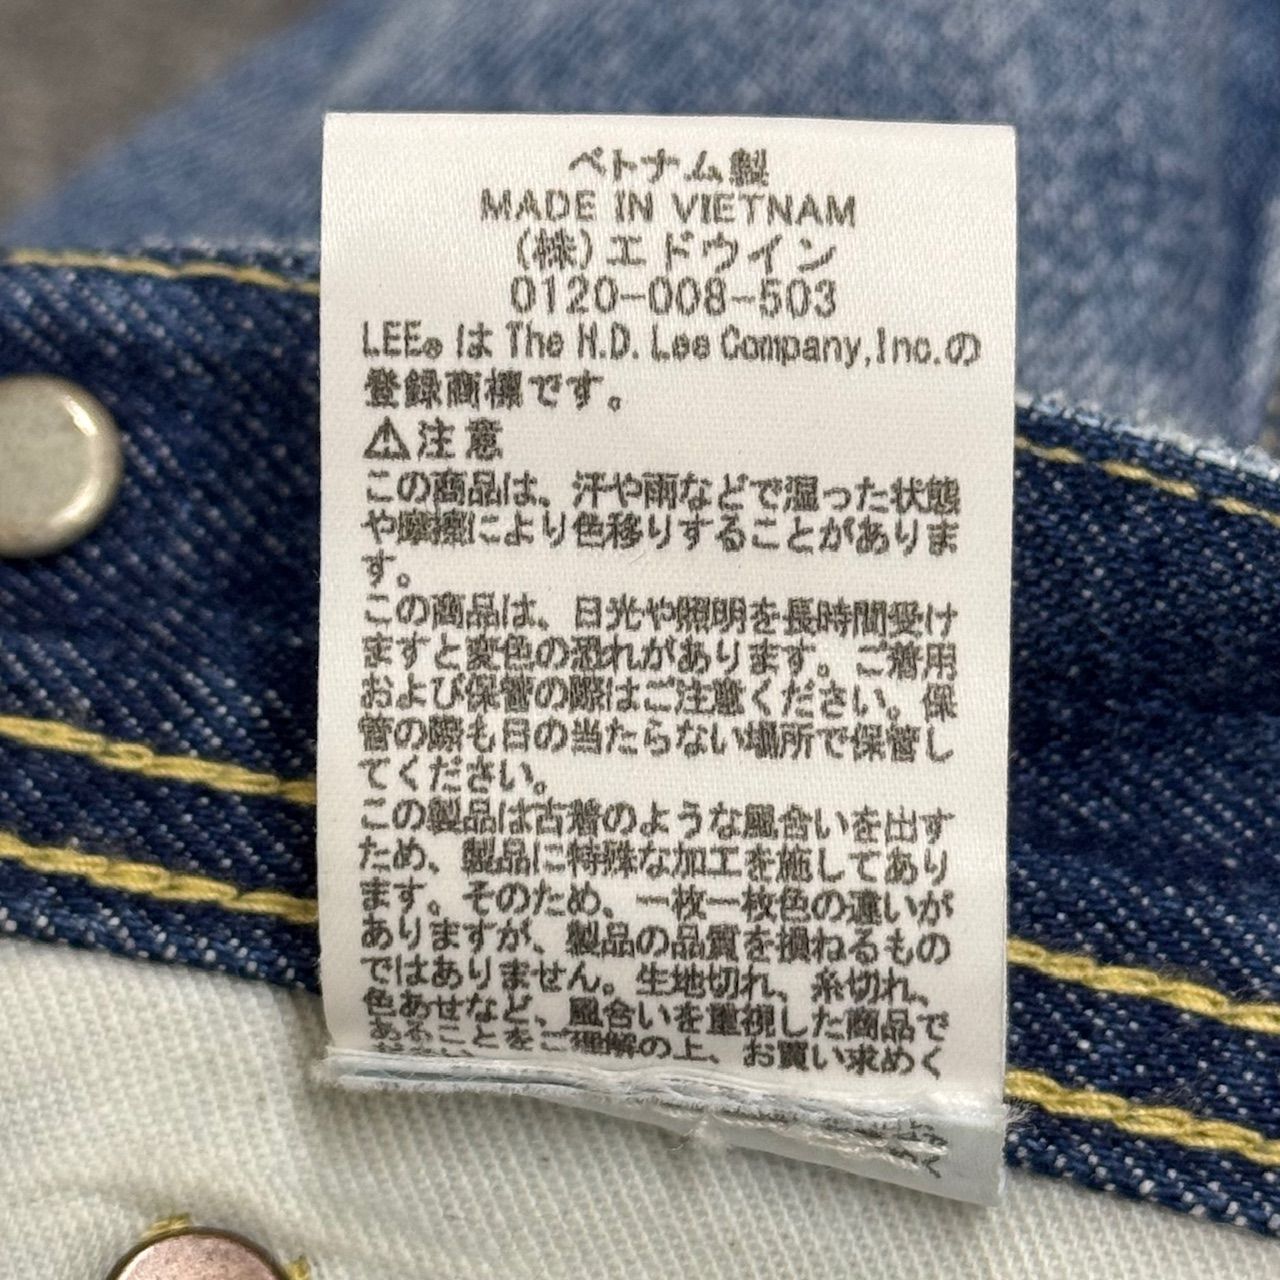 ベトナム製
MADE IN VIETNAM
(株)エドウイン
0120-008-503
LEE® は The H.D. Lee Company,Inc.の
登録商標です。
⚠注意
この商品は、汗や雨などで湿った状態
や摩擦により色移りすることがありま
す。
この商品は、日光や照明を長時間受け
ますと変色の恐れがあります。ご着用
および保管の際はご注意ください。保
管の際も日の当たらない場所で保管し
てください。
この製品は古着のような風合いを出す
ため、製品に特殊な加工を施してあり
ます。そのため、一枚一枚色の違いが
ありますが、製品の品質を損ねるもの
ではありません。生地切れ、糸切れ、
色あせなど、風合いを重視した商品で
あることをご理解の上、お買い求めく